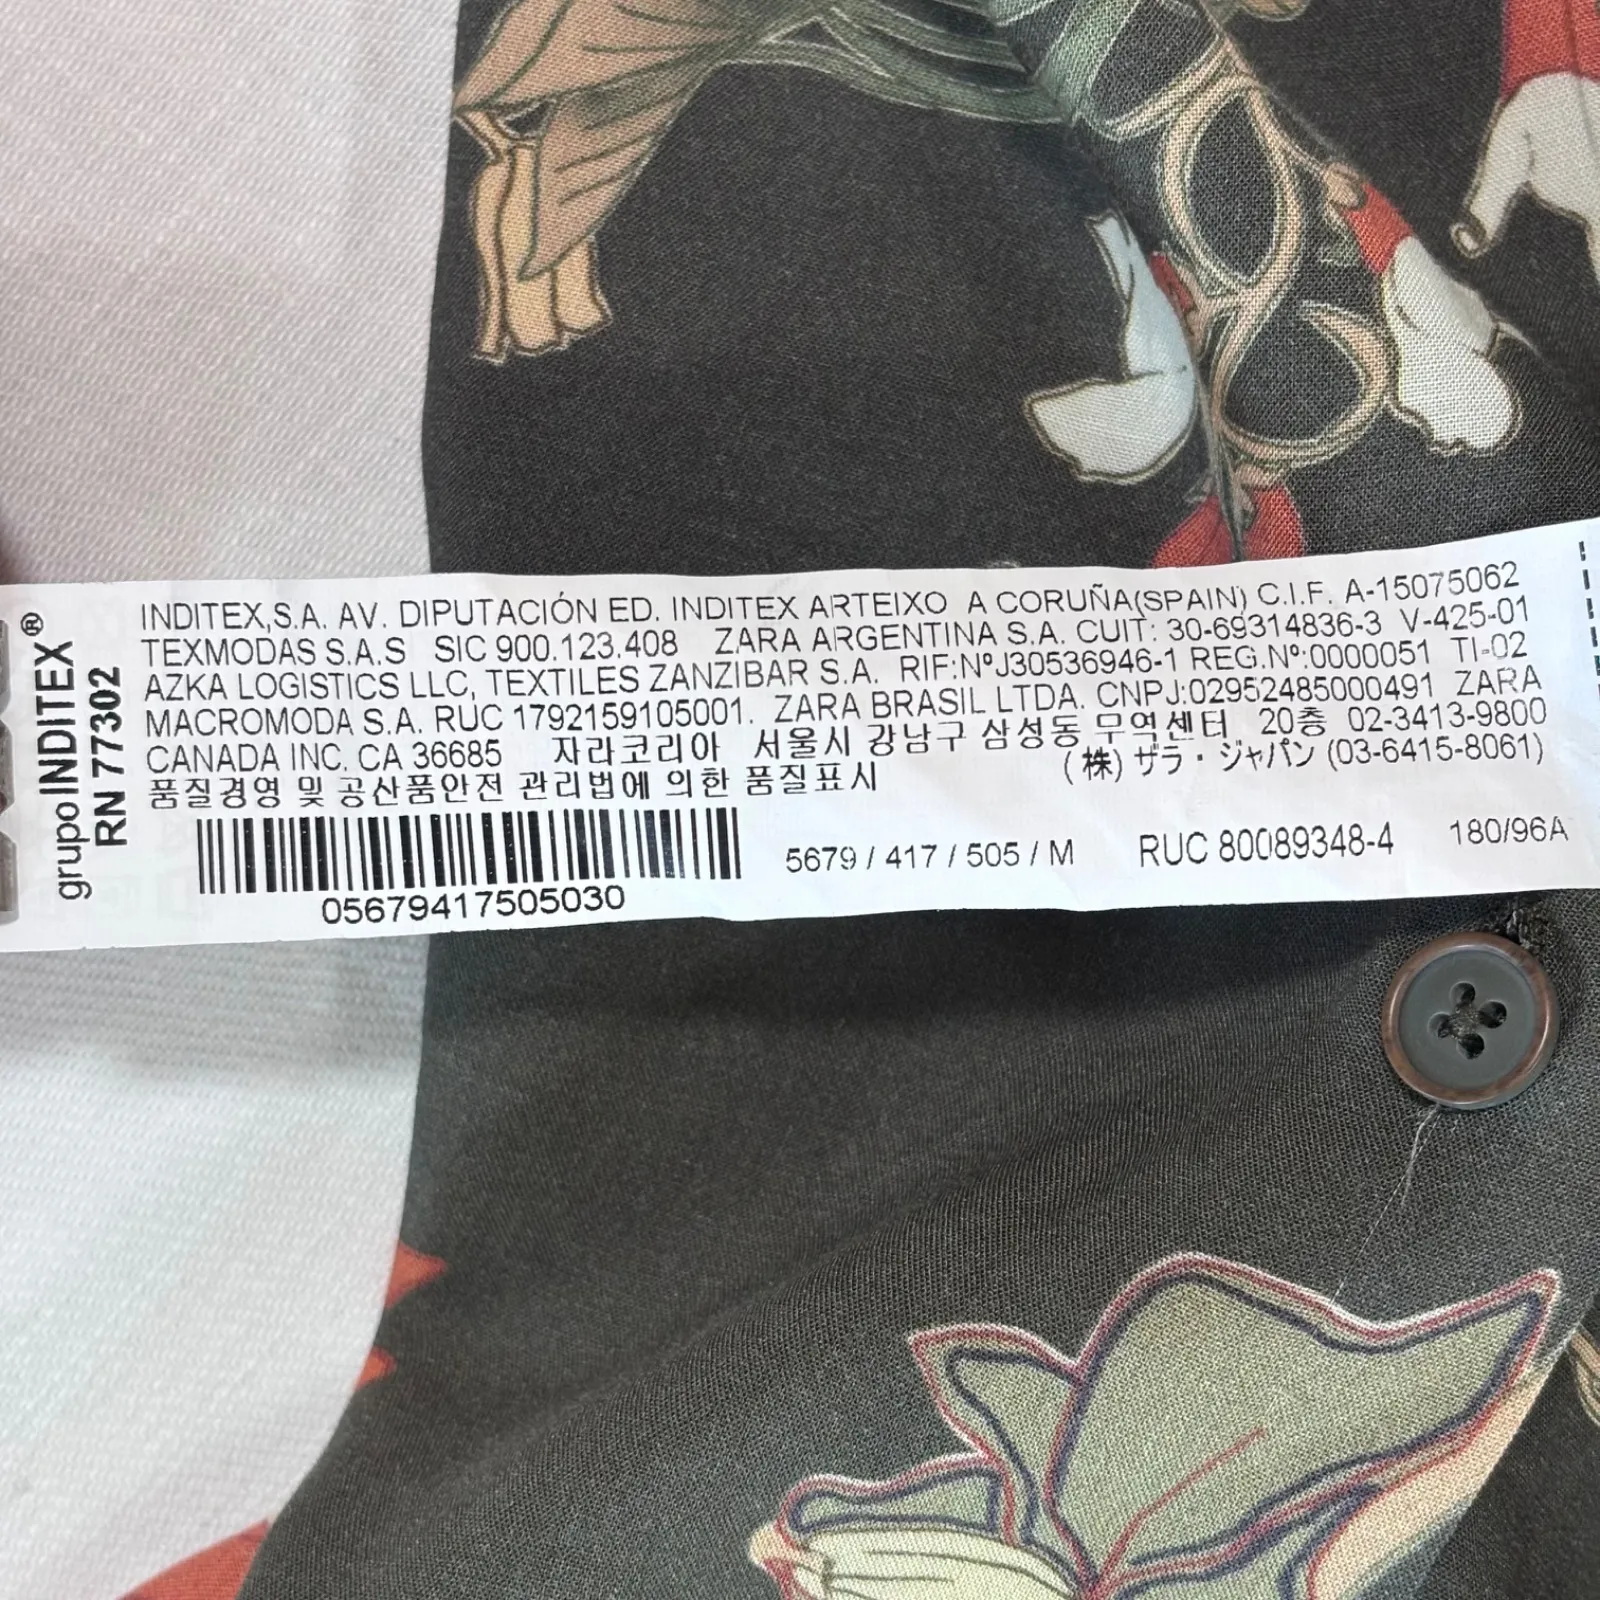 grupo INDITEX®
RN 77302
INDITEX,S.A. AV. DIPUTACIÓN ED. INDITEX ARTEIXO A CORUÑA(SPAIN) C.I.F. A-15075062
TEXMODAS S.A.S SIC 900.123.408 ZARA ARGENTINA S.A. CUIT: 30-69314836-3 V-425-01
AZKA LOGISTICS LLC, TEXTILES ZANZIBAR S.A. RIF:NºJ30536946-1 REG.Nº:0000051 TI-02
MACROMODA S.A. RUC 1792159105001. ZARA BRASIL LTDA. CNPJ:02952485000491 ZARA
CANADA INC. CA 36685 자라코리아 서울시 강남구 삼성동 무역센터 20층 02-3413-9800
품질경영 및 공산품안전 관리법에 의한 품질표시 (株) ザラ・ジャパン (03-6415-8061)
05679417505030
5679 / 417 / 505 / M RUC 80089348-4 180/96A